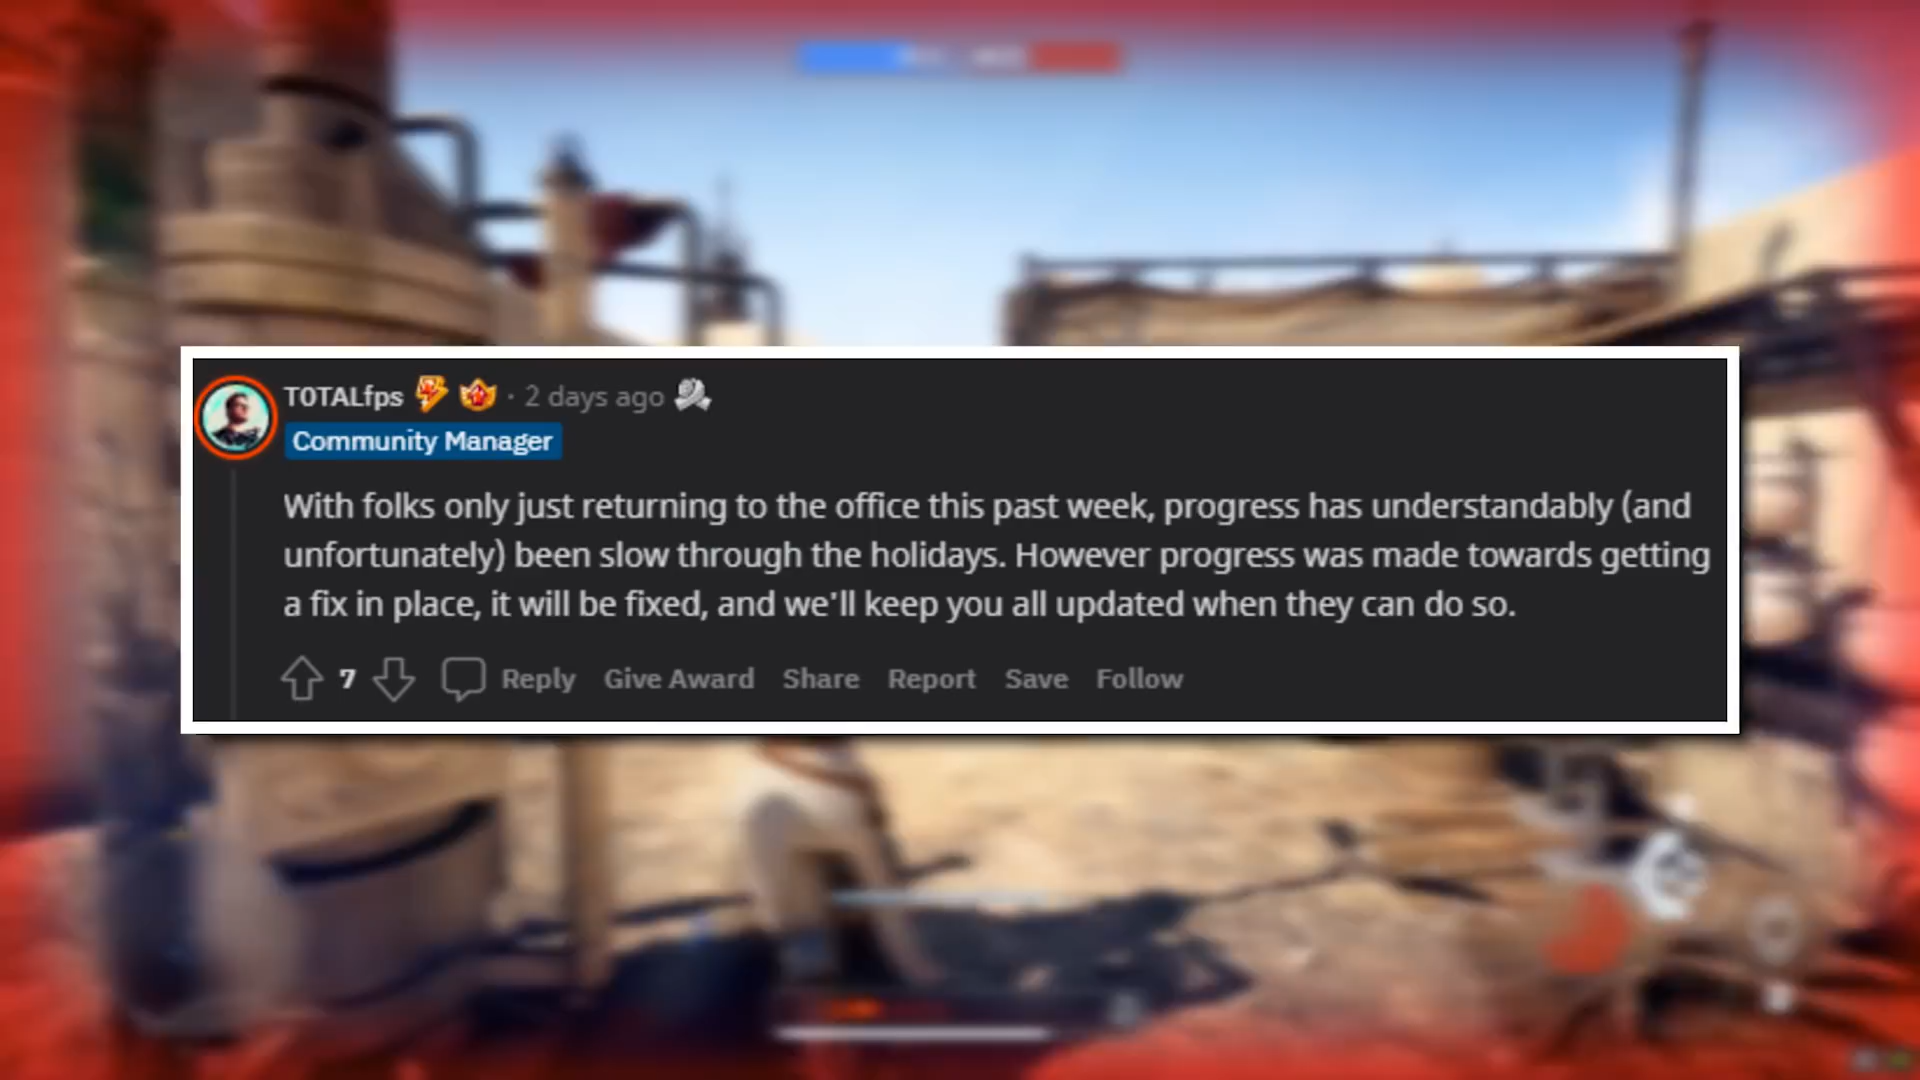 T0TALfps · 2 days ago
Community Manager
With folks only just returning to the office this past week, progress has understandably (and
unfortunately) been slow through the holidays. However progress was made towards getting
a fix in place, it will be fixed, and we'll keep you all updated when they can do so.
7 Reply Give Award Share Report Save Follow